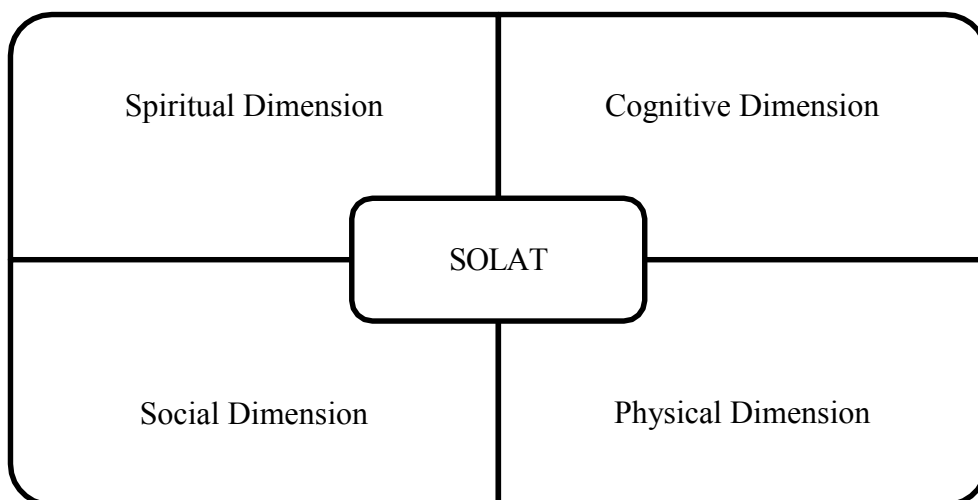 Spiritual Dimension
Cognitive Dimension
SOLAT
Social Dimension
Physical Dimension